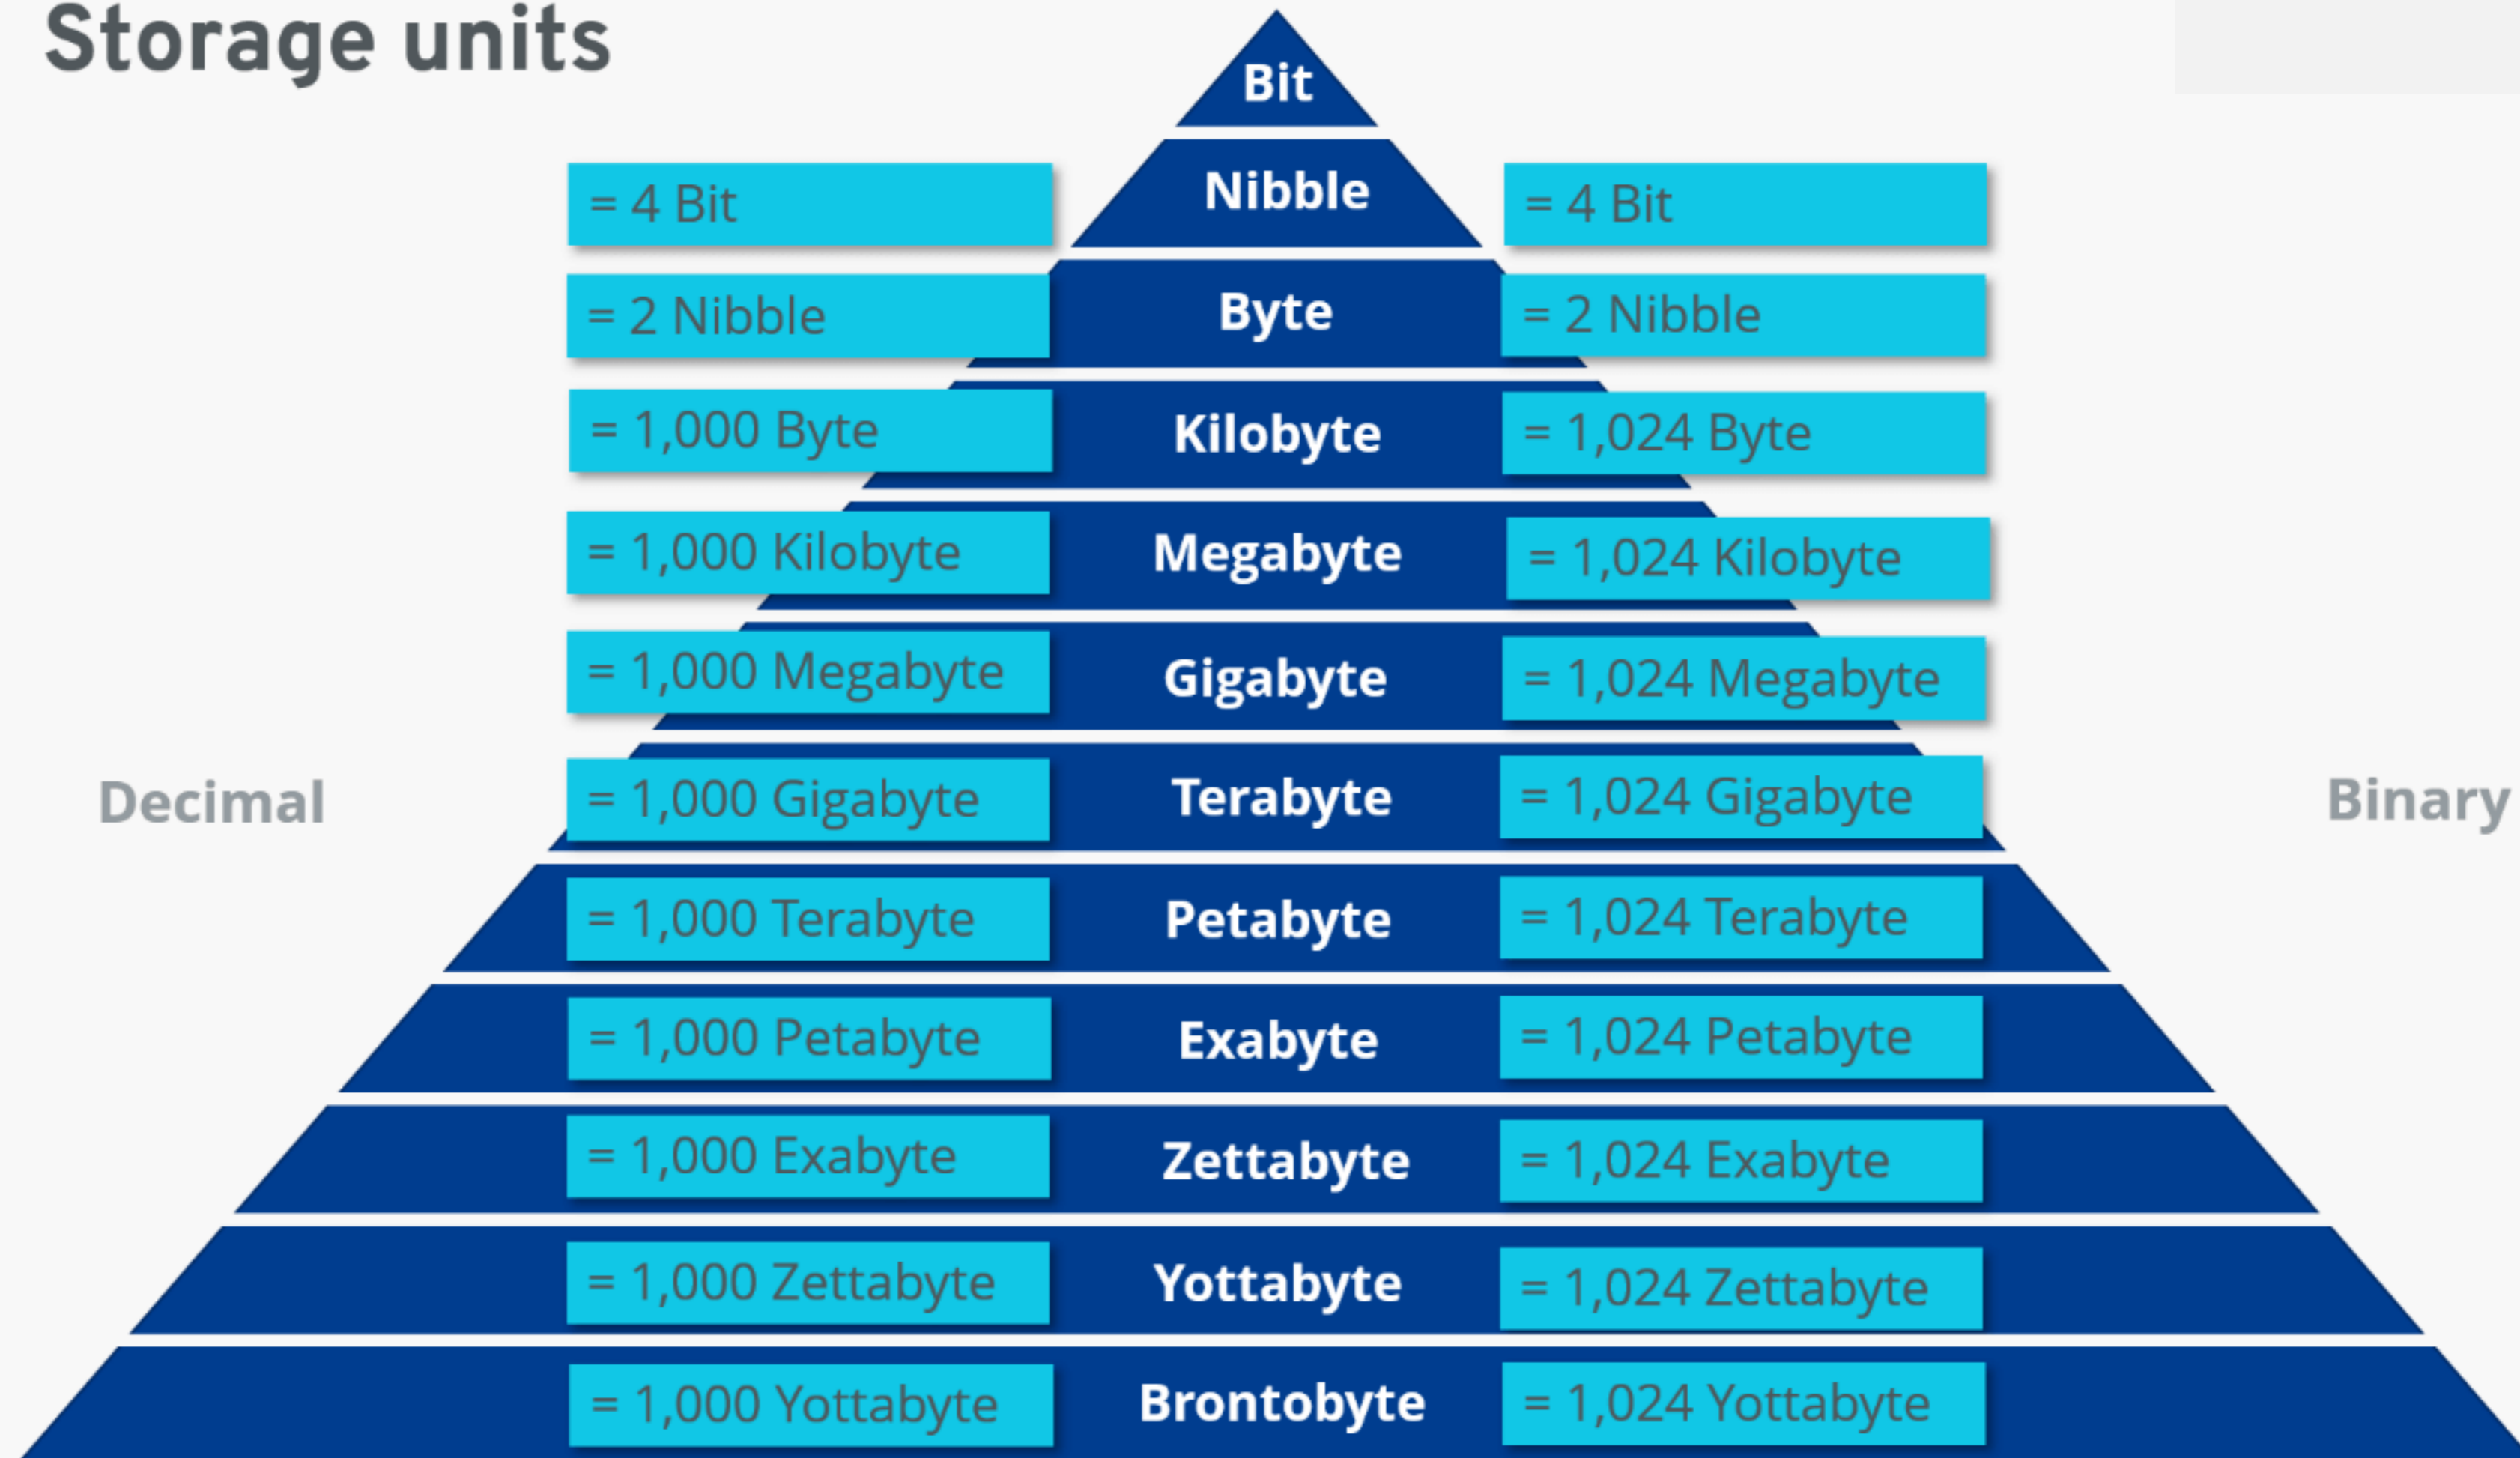 Storage units
Bit
= 4 Bit Nibble = 4 Bit
= 2 Nibble Byte = 2 Nibble
= 1,000 Byte Kilobyte = 1,024 Byte
= 1,000 Kilobyte Megabyte = 1,024 Kilobyte
= 1,000 Megabyte Gigabyte = 1,024 Megabyte
Decimal = 1,000 Gigabyte Terabyte = 1,024 Gigabyte Binary
= 1,000 Terabyte Petabyte = 1,024 Terabyte
= 1,000 Petabyte Exabyte = 1,024 Petabyte
= 1,000 Exabyte Zettabyte = 1,024 Exabyte
= 1,000 Zettabyte Yottabyte = 1,024 Zettabyte
= 1,000 Yottabyte Brontobyte = 1,024 Yottabyte